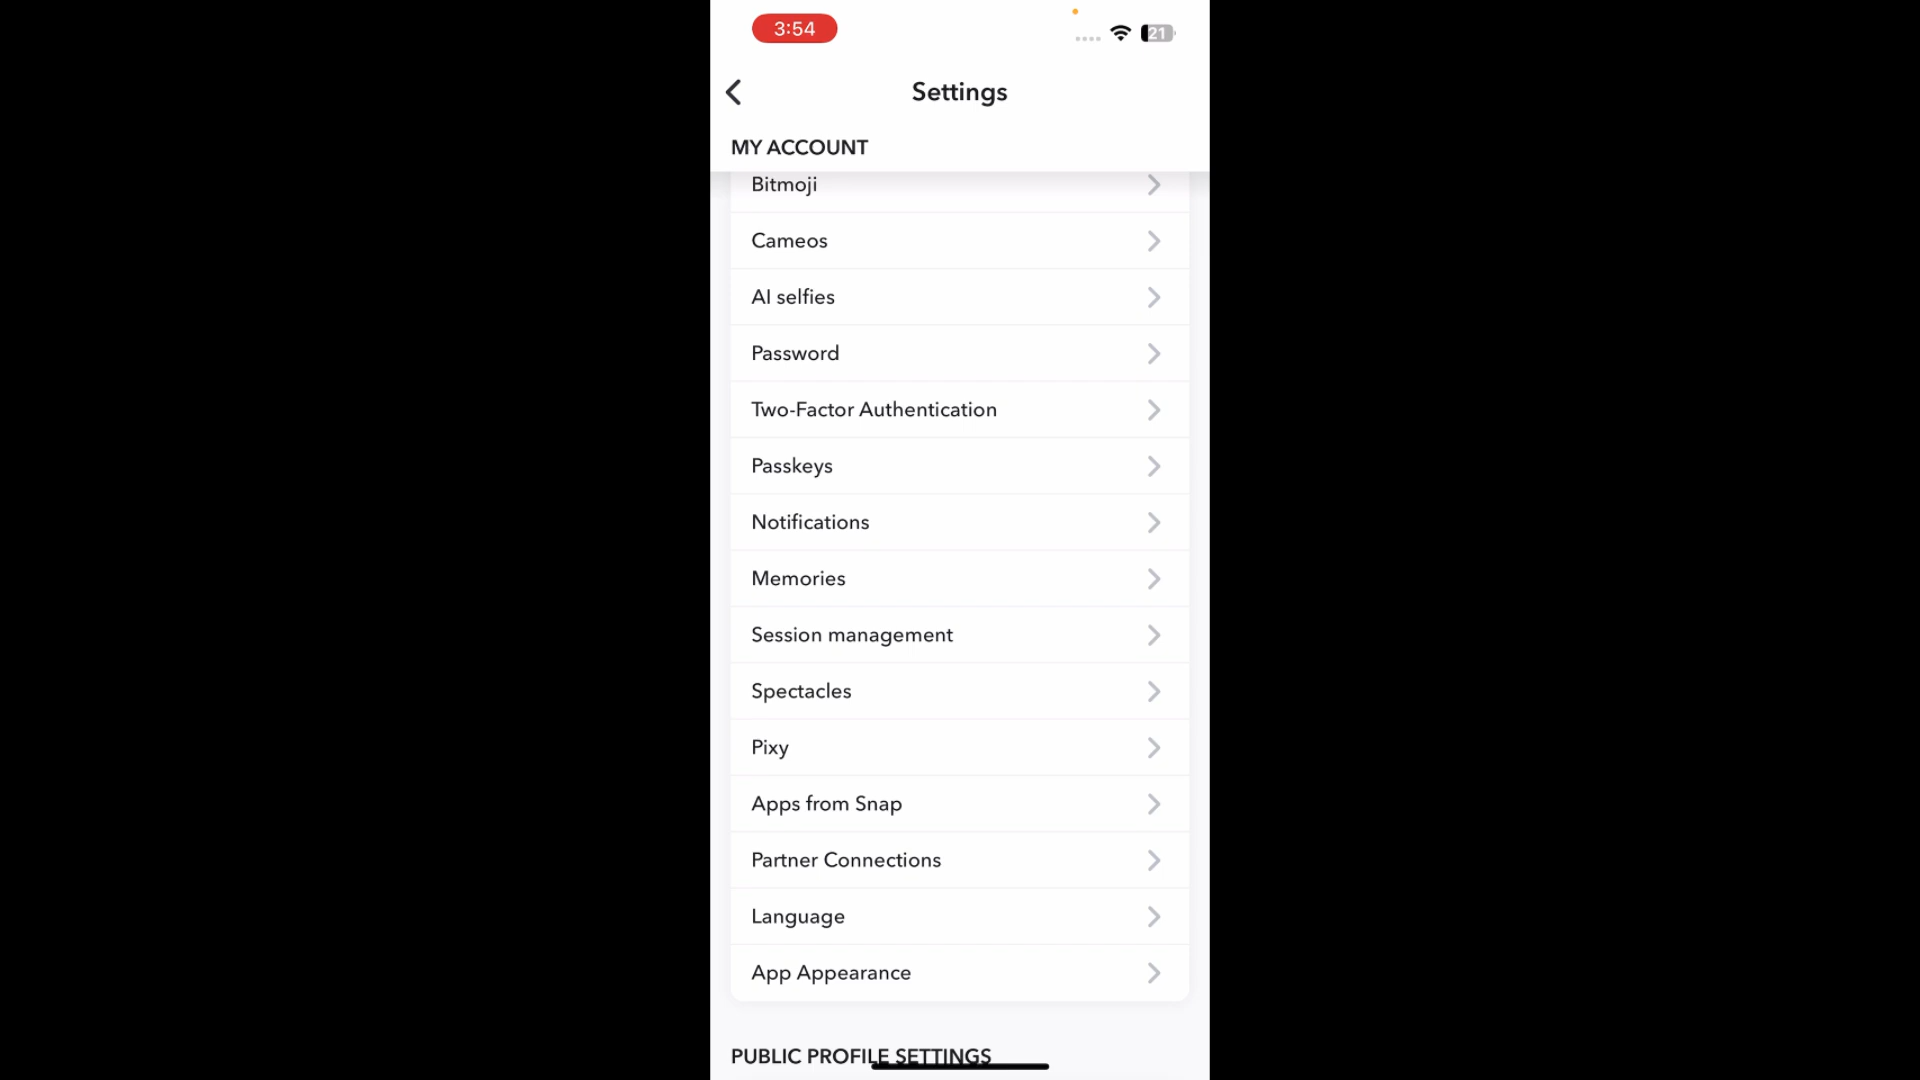 3:54
21
Settings
MY ACCOUNT
Bitmoji
Cameos
AI selfies
Password
Two-Factor Authentication
Passkeys
Notifications
Memories
Session management
Spectacles
Pixy
Apps from Snap
Partner Connections
Language
App Appearance
PUBLIC PROFILE SETTINGS